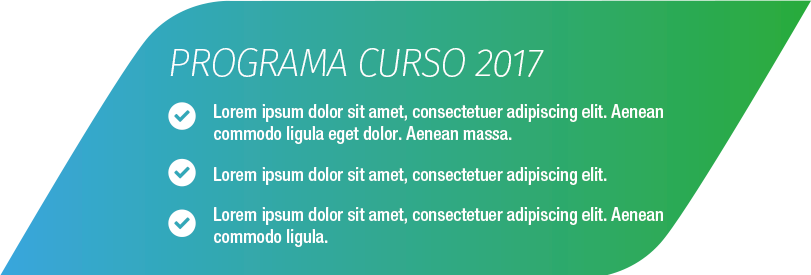 PROGRAMA CURSO 2017
Lorem ipsum dolor sit amet, consectetuer adipiscing elit. Aenean
commodo ligula eget dolor. Aenean massa.
Lorem ipsum dolor sit amet, consectetuer adipiscing elit.
Lorem ipsum dolor sit amet, consectetuer adipiscing elit. Aenean
commodo ligula.